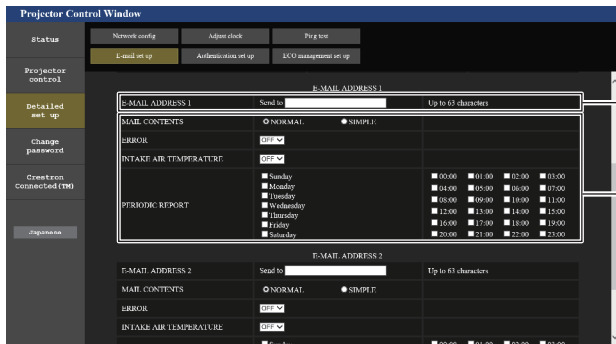 Projector Control Window
Status
Projector control
Detailed set up
Change password
Crestron Connected(TM)
Japanese
Network config Adjust clock Ping test
E-mail set up Authentication set up ECO management set up
E-MAIL ADDRESS 1
E-MAIL ADDRESS 1 Send to Up to 63 characters
MAIL CONTENTS NORMAL SIMPLE
ERROR OFF
INTAKE AIR TEMPERATURE OFF
PERIODIC REPORT
Sunday
Monday
Tuesday
Wednesday
Thursday
Friday
Saturday
00:00 01:00 02:00 03:00
04:00 05:00 06:00 07:00
08:00 09:00 10:00 11:00
12:00 13:00 14:00 15:00
16:00 17:00 18:00 19:00
20:00 21:00 22:00 23:00
E-MAIL ADDRESS 2
E-MAIL ADDRESS 2 Send to Up to 63 characters
MAIL CONTENTS NORMAL SIMPLE
ERROR OFF
INTAKE AIR TEMPERATURE OFF